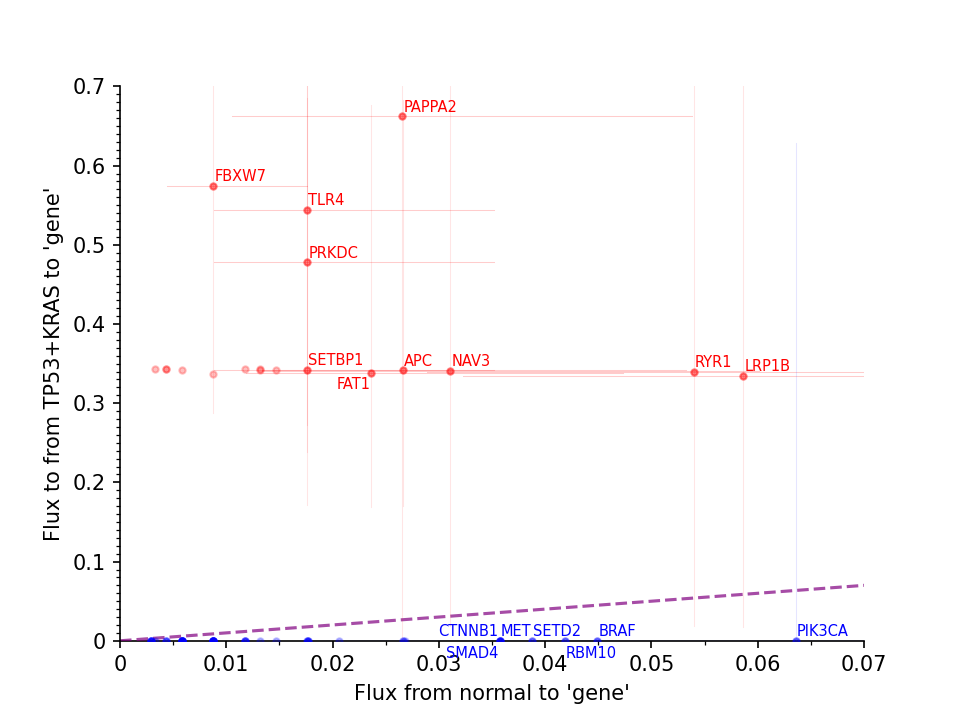 0.7
PAPPA2
0.6
FBXW7
TLR4
0.5
PRKDC
0.4
SETBP1
APC
NAV3
RYR1
LRP1B
FAT1
0.3
0.2
0.1
CTNNB1
MET
SETD2
BRAF
PIK3CA
0
SMAD4
RBM10
0
0.01
0.02
0.03
0.04
0.05
0.06
0.07
Flux from normal to 'gene'
Flux to from TP53+KRAS to 'gene'